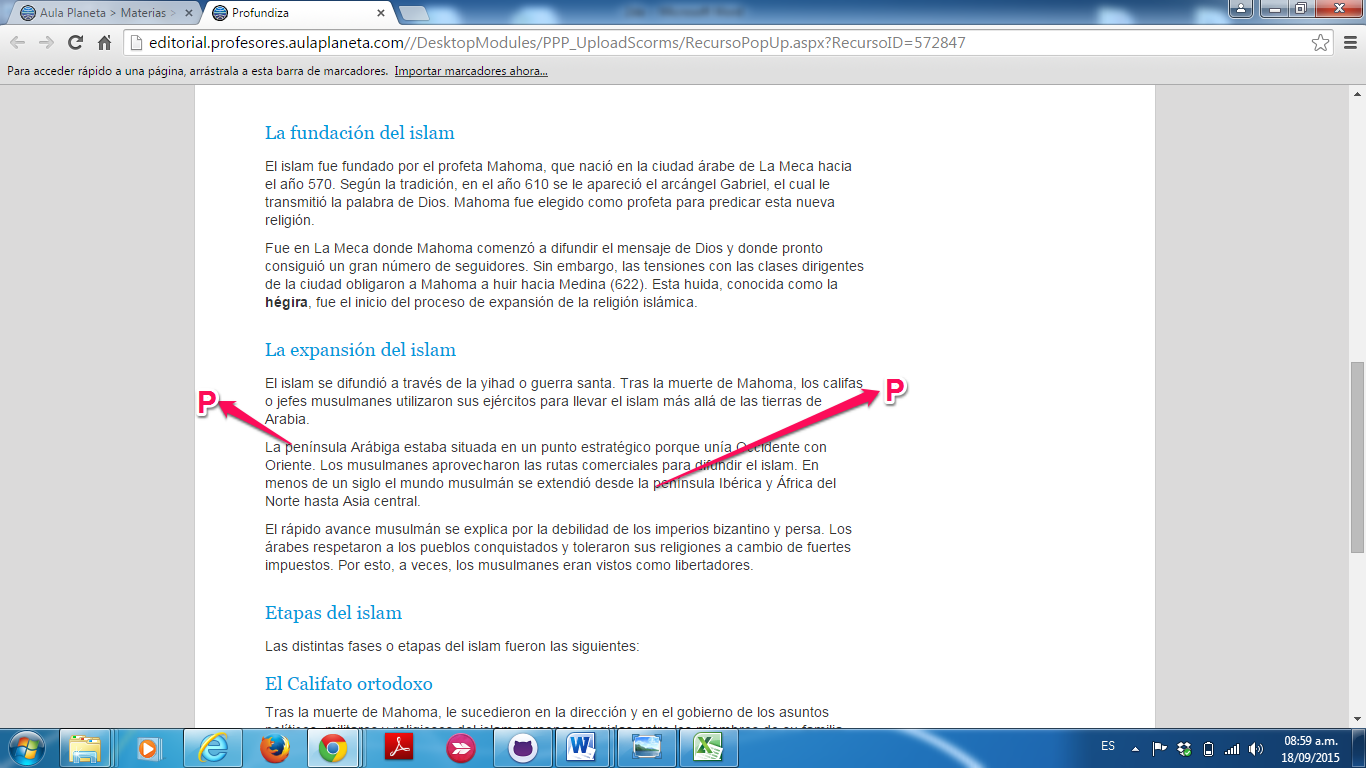 Aula Planeta > Materias >
Profundiza
editorial.profesores.aulaplaneta.com//DesktopModules/PPP_UploadScorms/RecursoPopUp.aspx?RecursoID=572847
Para acceder rápido a una página, arrástrala a esta barra de marcadores. Importar marcadores ahora...
La fundación del islam
El islam fue fundado por el profeta Mahoma, que nació en la ciudad árabe de La Meca hacia
el año 570. Según la tradición, en el año 610 se le apareció el arcángel Gabriel, el cual le
transmitió la palabra de Dios. Mahoma fue elegido como profeta para predicar esta nueva
religión.
Fue en La Meca donde Mahoma comenzó a difundir el mensaje de Dios y donde pronto
consiguió un gran número de seguidores. Sin embargo, las tensiones con las clases dirigentes
de la ciudad obligaron a Mahoma a huir hacia Medina (622). Esta huida, conocida como la
hégira, fue el inicio del proceso de expansión de la religión islámica.
La expansión del islam
El islam se difundió a través de la yihad o guerra santa. Tras la muerte de Mahoma, los califas
P
P
o jefes musulmanes utilizaron sus ejércitos para llevar el islam más allá de las tierras de
Arabia.
La península Arábiga estaba situada en un punto estratégico porque unía Occidente con
Oriente. Los musulmanes aprovecharon las rutas comerciales para difundir el islam. En
menos de un siglo el mundo musulmán se extendió desde la península Ibérica y África del
Norte hasta Asia central.
El rápido avance musulmán se explica por la debilidad de los imperios bizantino y persa. Los
árabes respetaron a los pueblos conquistados y toleraron sus religiones a cambio de fuertes
impuestos. Por esto, a veces, los musulmanes eran vistos como libertadores.
Etapas del islam
Las distintas fases o etapas del islam fueron las siguientes:
El Califato ortodoxo
Tras la muerte de Mahoma, le sucedieron en la dirección y en el gobierno de los asuntos
ES
08:59 a.m.
18/09/2015